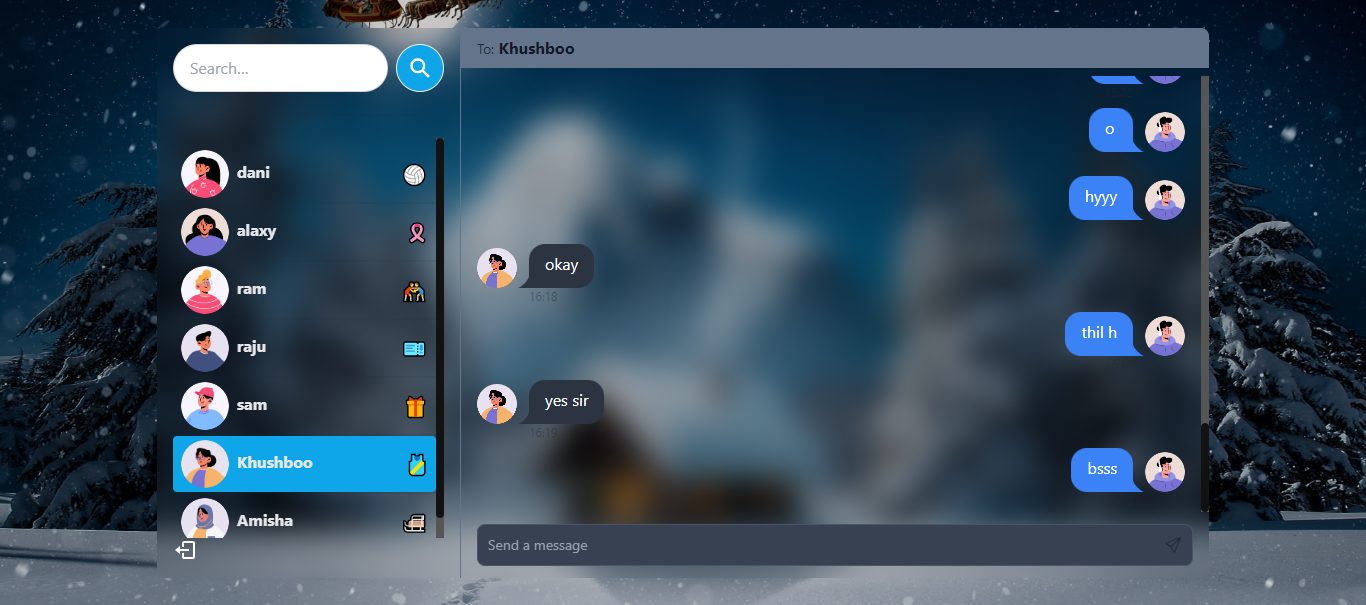 Search...
dani
alaxy
ram
raju
sam
Khushboo
Amisha
To: Khushboo
o
hyyy
okay
16:18
thil h
yes sir
16:19
bsss
Send a message